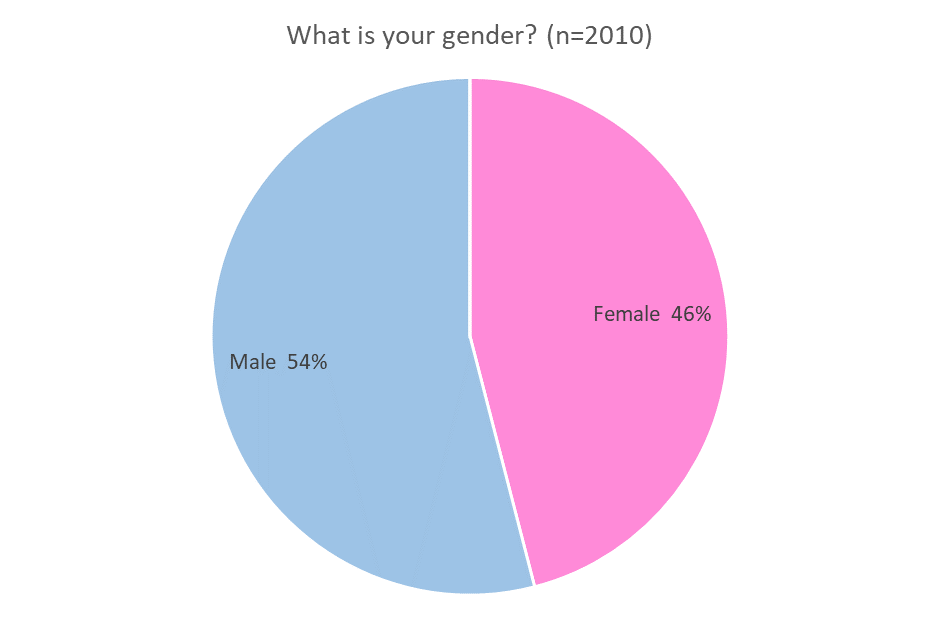 What is your gender? (n=2010)
Female 46%
Male 54%